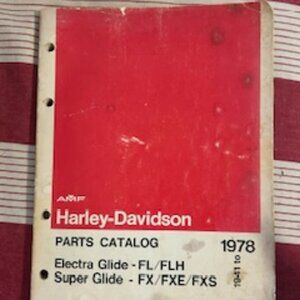 AMF
Harley-Davidson
PARTS CATALOG 1978
Electra Glide - FL/FLH
Super Glide - FX/FXE/FXS
1941 to